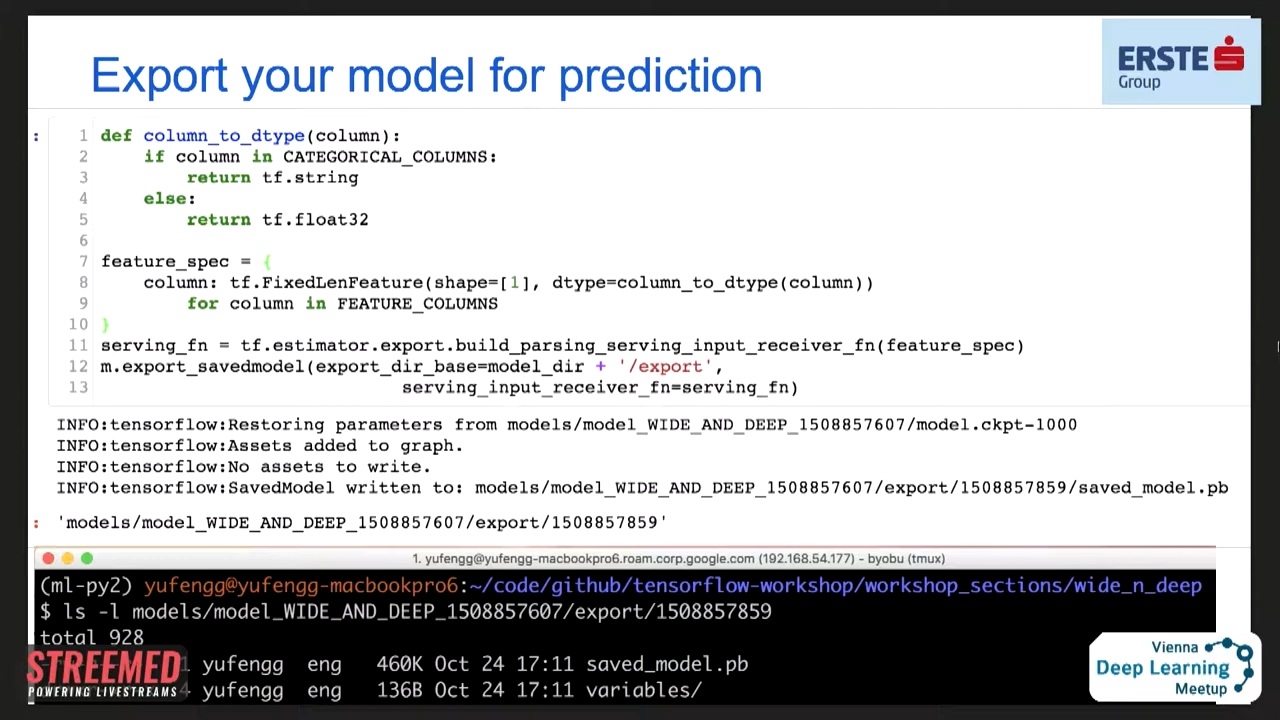 Export your model for prediction
ERSTE
Group
:
1 def column_to_dtype(column):
2     if column in CATEGORICAL_COLUMNS:
3         return tf.string
4     else:
5         return tf.float32
6
7 feature_spec = {
8     column: tf.FixedLenFeature(shape=[1], dtype=column_to_dtype(column))
9         for column in FEATURE_COLUMNS
10 }
11 serving_fn = tf.estimator.export.build_parsing_serving_input_receiver_fn(feature_spec)
12 m.export_savedmodel(export_dir_base=model_dir + '/export',
13                             serving_input_receiver_fn=serving_fn)
INFO:tensorflow:Restoring parameters from models/model_WIDE_AND_DEEP_1508857607/model.ckpt-1000
INFO:tensorflow:Assets added to graph.
INFO:tensorflow:No assets to write.
INFO:tensorflow:SavedModel written to: models/model_WIDE_AND_DEEP_1508857607/export/1508857859/saved_model.pb
: 'models/model_WIDE_AND_DEEP_1508857607/export/1508857859'
1. yufengg@yufengg-macbookpro6.roam.corp.google.com (192.168.54.177) - byobu (tmux)
(ml-py2) yufengg@yufengg-macbookpro6:~/code/github/tensorflow-workshop/workshop_sections/wide_n_deep
$ ls -l models/model_WIDE_AND_DEEP_1508857607/export/1508857859
total 928
yufengg eng 460K Oct 24 17:11 saved_model.pb
4 yufengg eng 136B Oct 24 17:11 variables/
STREEMED
POWERING LIVESTREAMS
Vienna
Deep Learning
Meetup